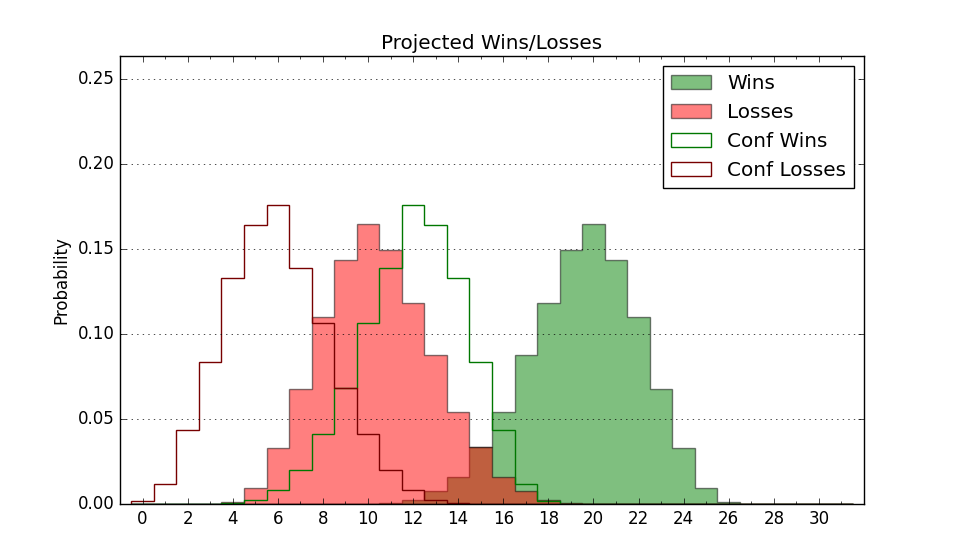 Projected Wins/Losses
Probability
0.25
0.20
0.15
0.10
0.05
0.00
0 2 4 6 8 10 12 14 16 18 20 22 24 26 28 30
Wins
Losses
Conf Wins
Conf Losses